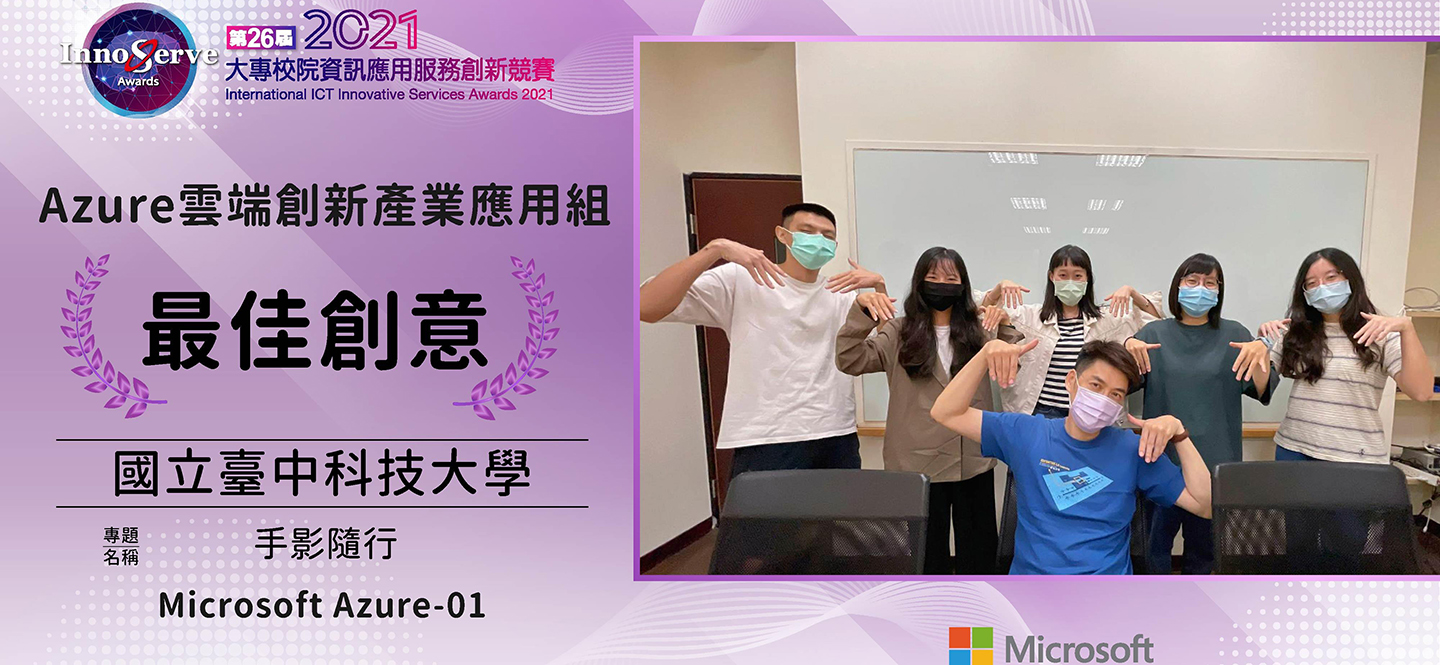 InnoServe
Awards
第26屆 2021
大專校院資訊應用服務創新競賽
International ICT Innovative Services Awards 2021
Azure雲端創新產業應用組
最佳創意
國立臺中科技大學
專題
名稱
手影隨行
Microsoft Azure-01
Microsoft